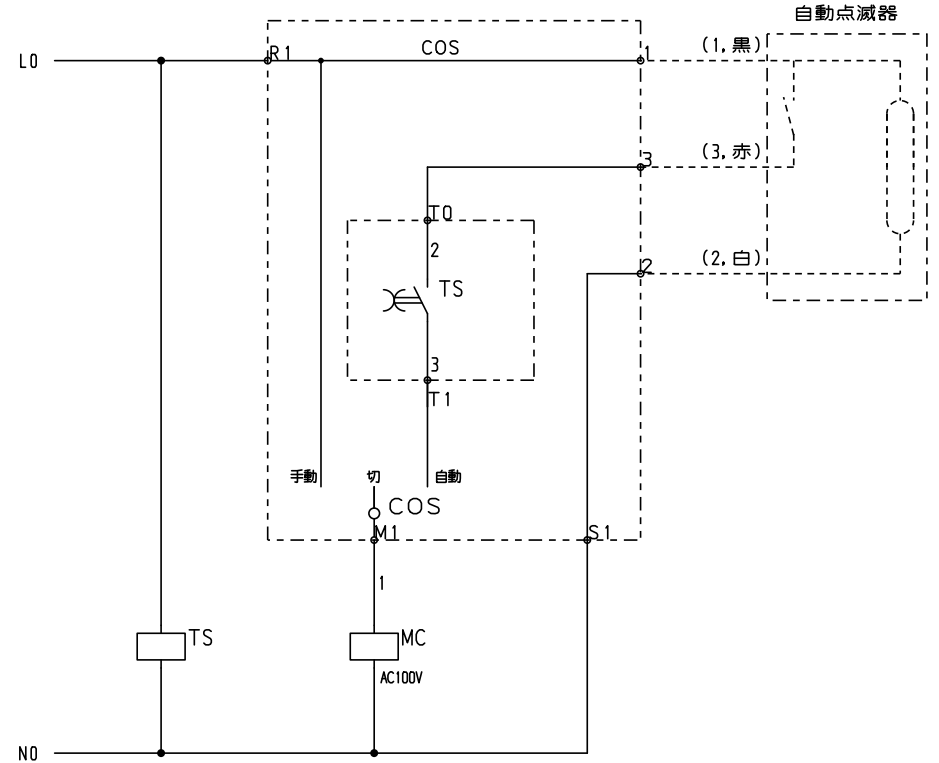 自動点滅器
COS
(1,黒)
L0
R1
1
(3,赤)
3
T0
2
(2,白)
2
TS
3
T1
手動
切
自動
COS
M1
S1
1
TS
MC
AC100V
N0